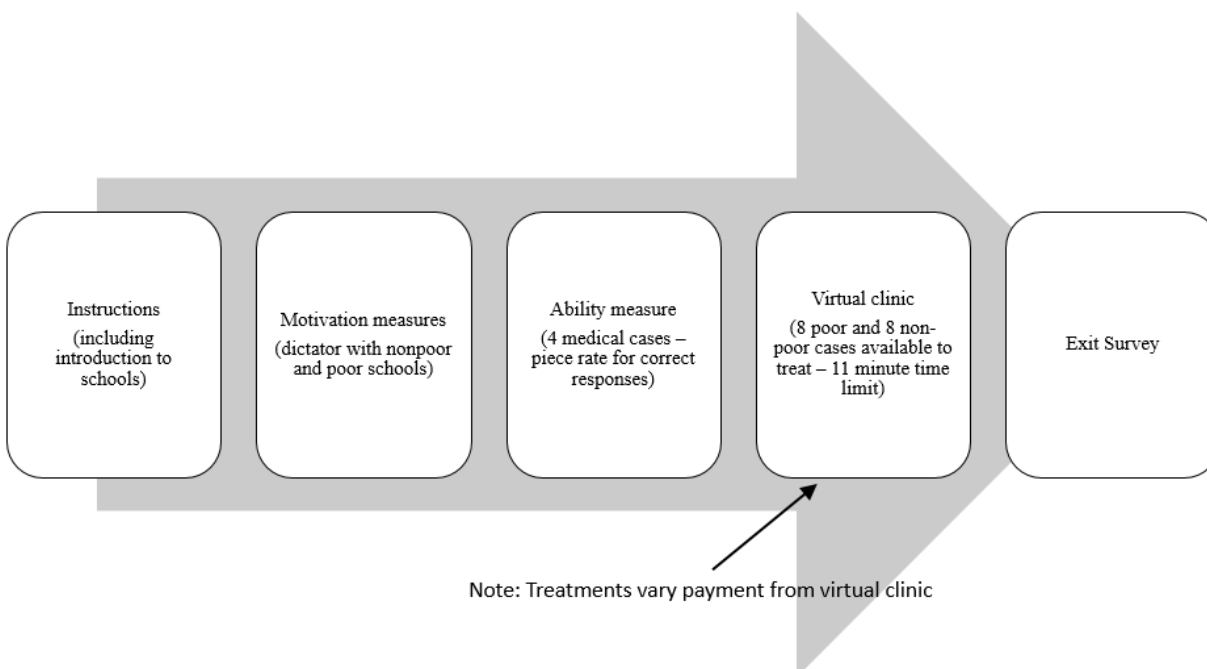 Instructions
(including
introduction to
schools)
Motivation measures
(dictator with nonpoor
and poor schools)
Ability measure
(4 medical cases –
piece rate for correct
responses)
Virtual clinic
(8 poor and 8 non-
poor cases available to
treat – 11 minute time
limit)
Exit Survey
Note: Treatments vary payment from virtual clinic